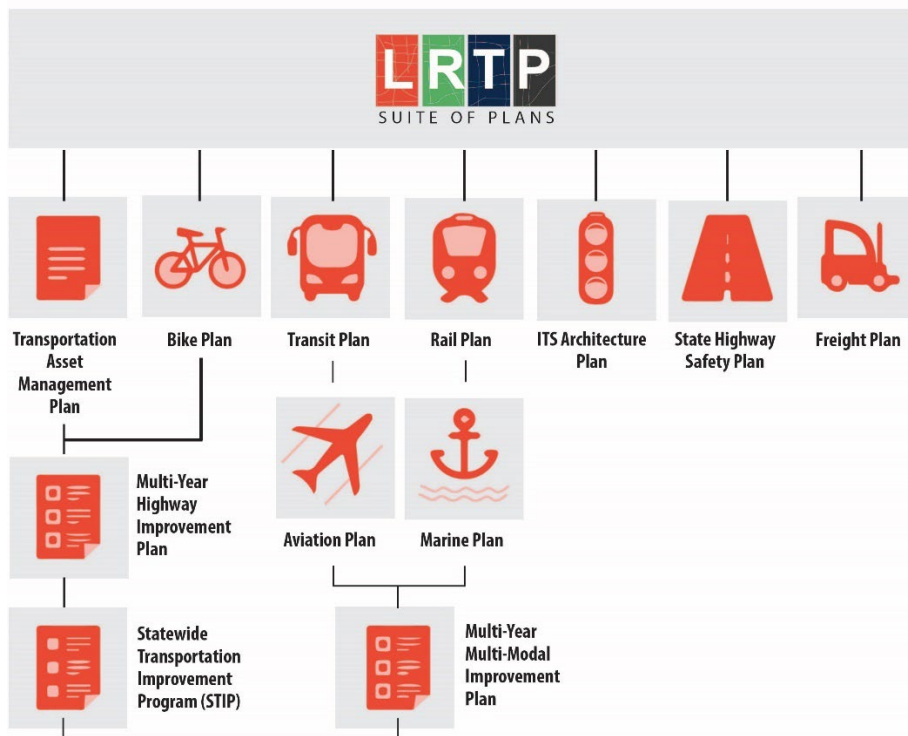 LRTP
SUITE OF PLANS
Transportation
Asset
Management
Plan
Bike Plan
Transit Plan
Rail Plan
ITS Architecture
Plan
State Highway
Safety Plan
Freight Plan
Multi-Year
Highway
Improvement
Plan
Aviation Plan
Marine Plan
Statewide
Transportation
Improvement
Program (STIP)
Multi-Year
Multi-Modal
Improvement
Plan